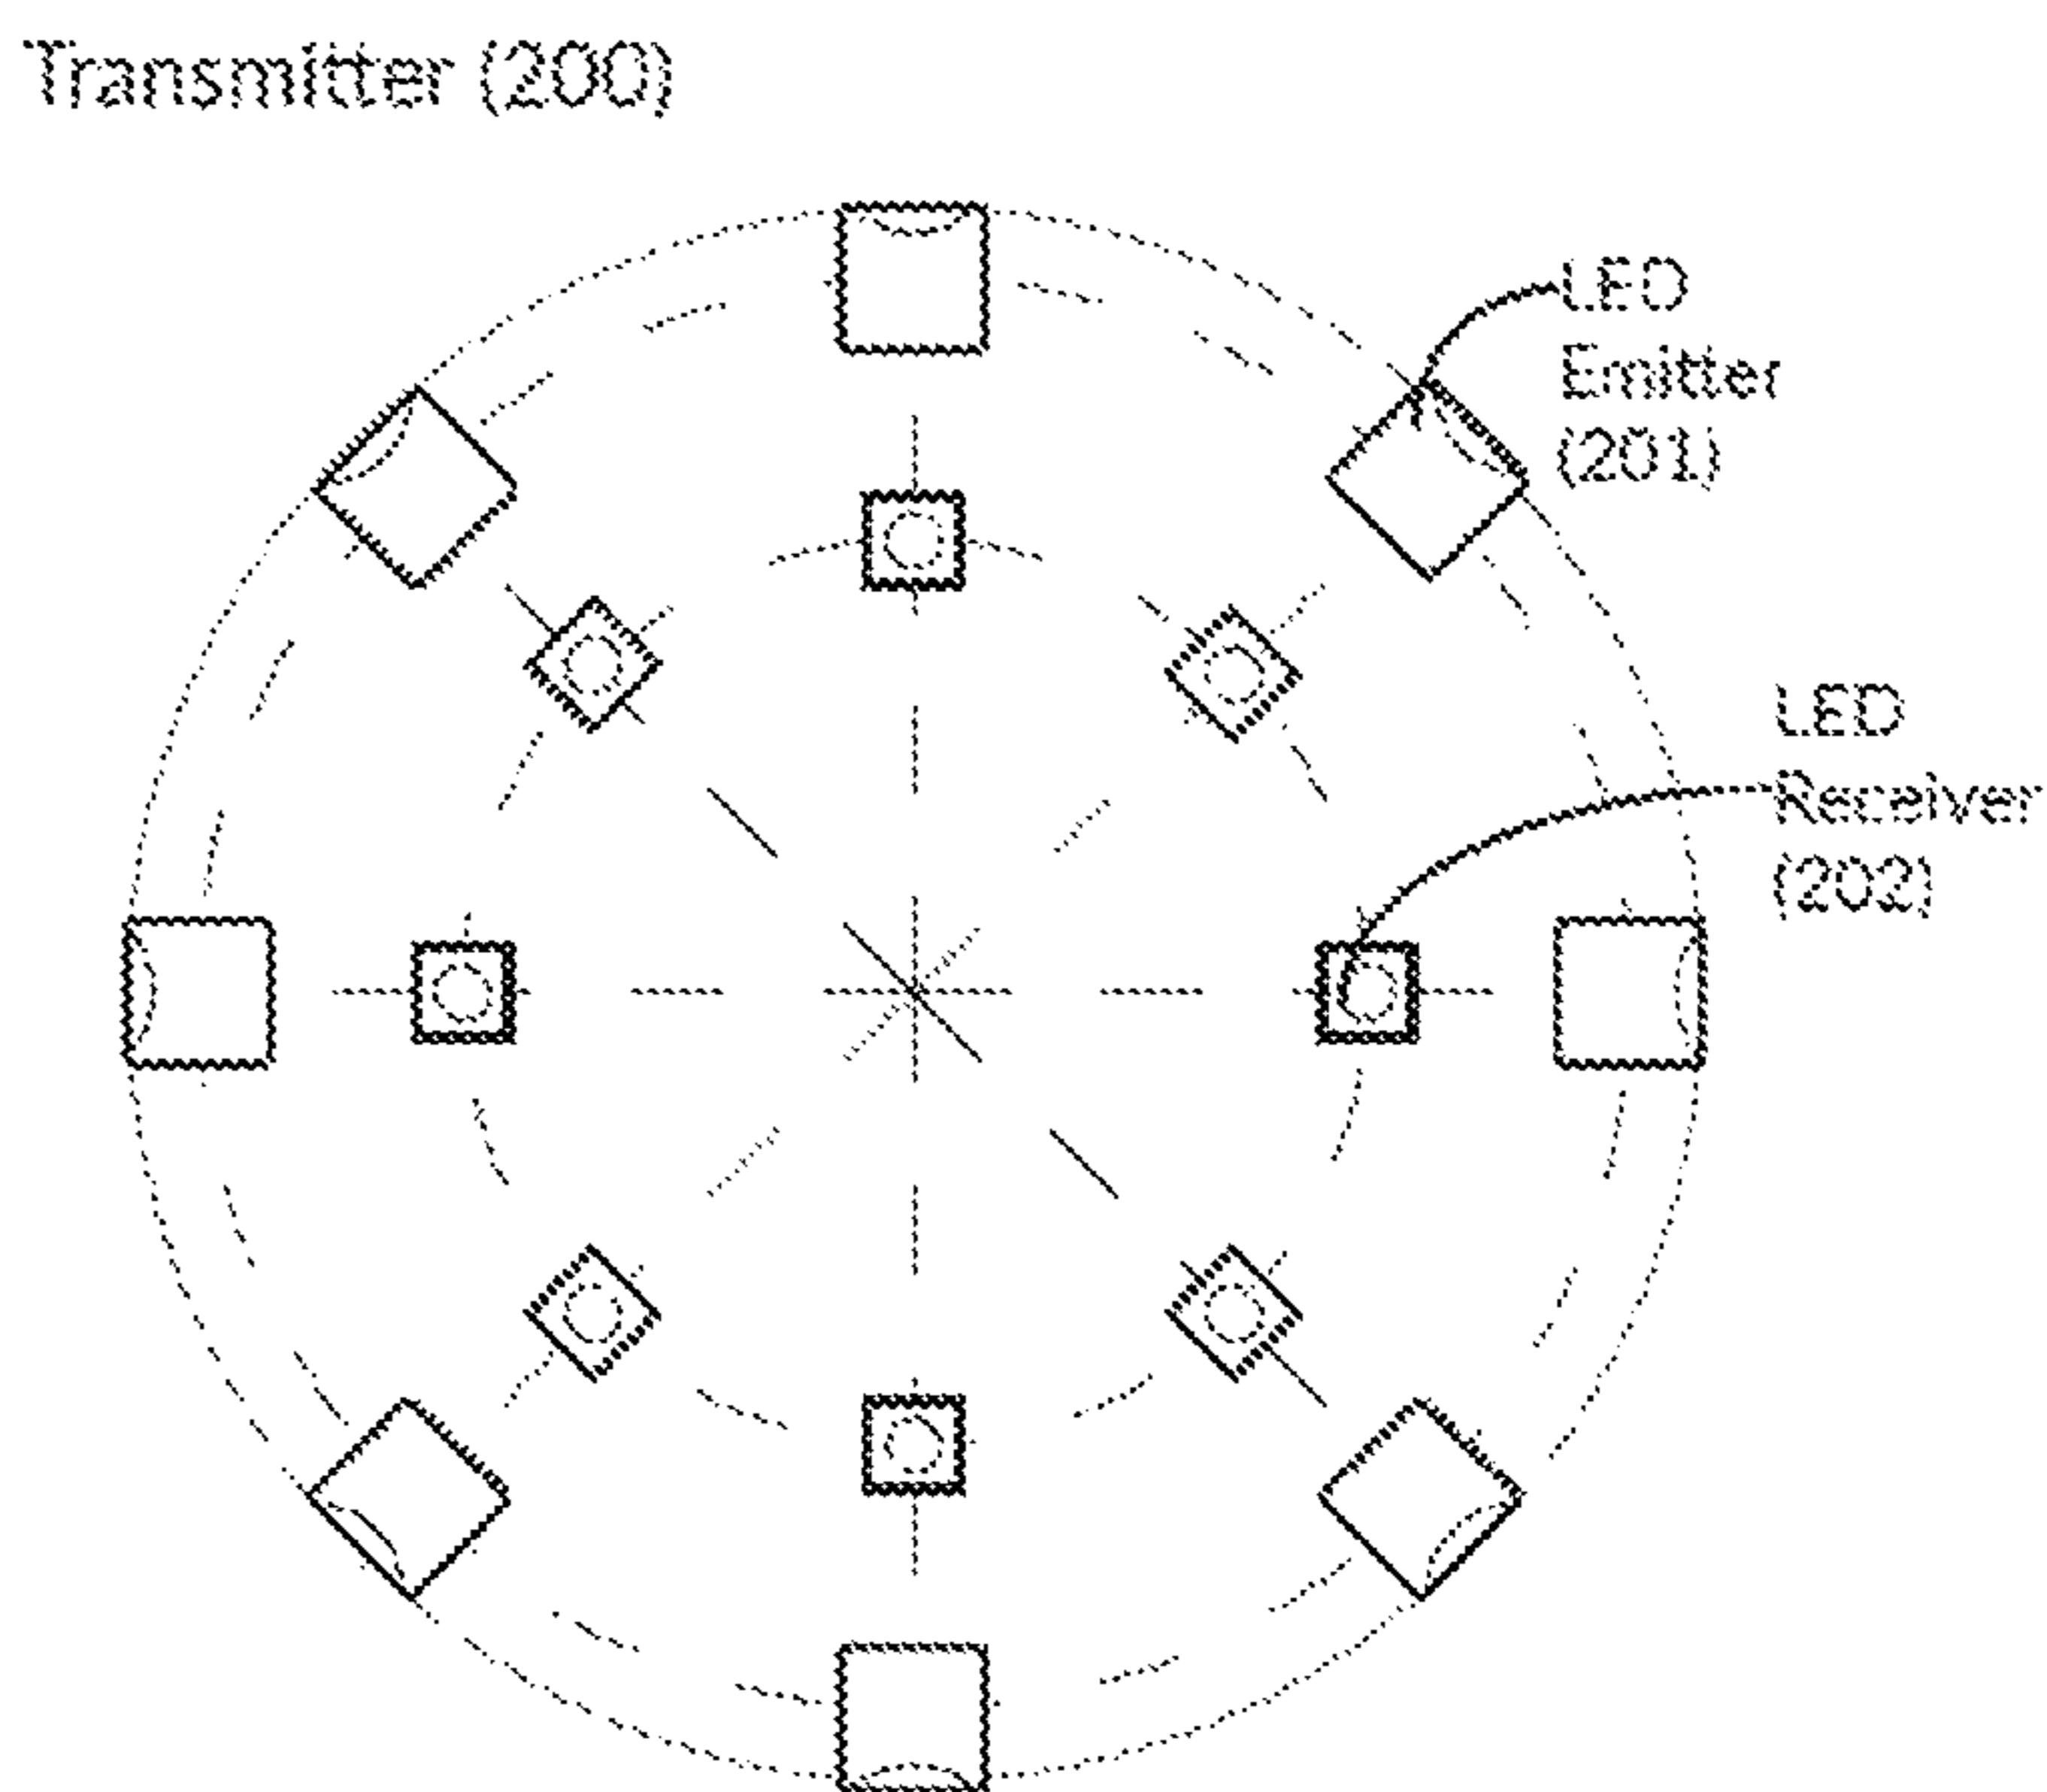 Transmitter (200)
LED
Emitter
(201)
LED
Receiver
(202)